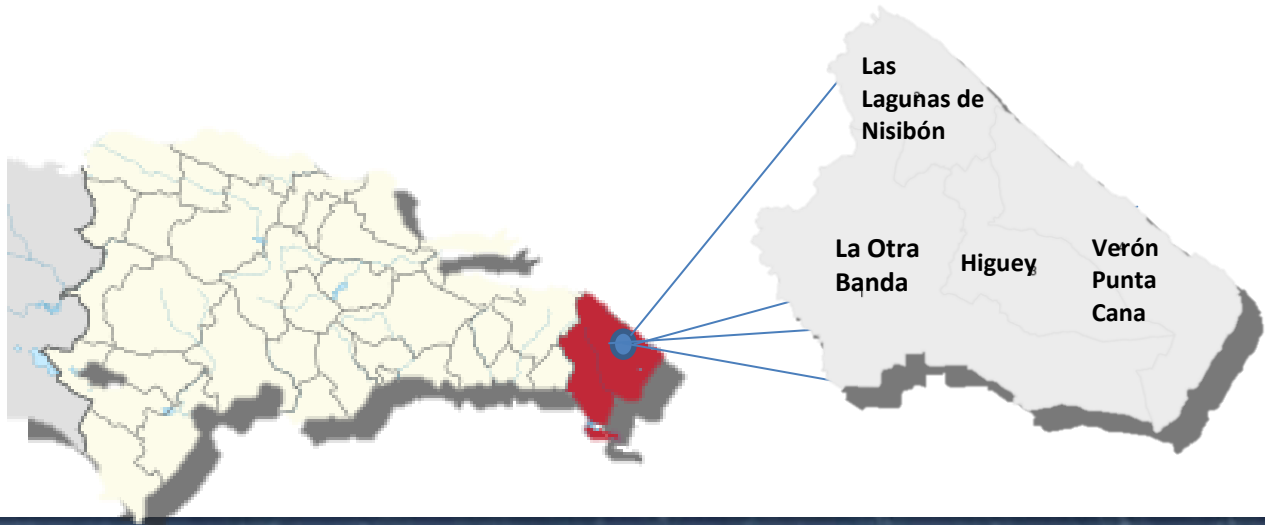 Las
Lagunas de
Nisibón
La Otra
Banda
Higuey
Verón
Punta
Cana